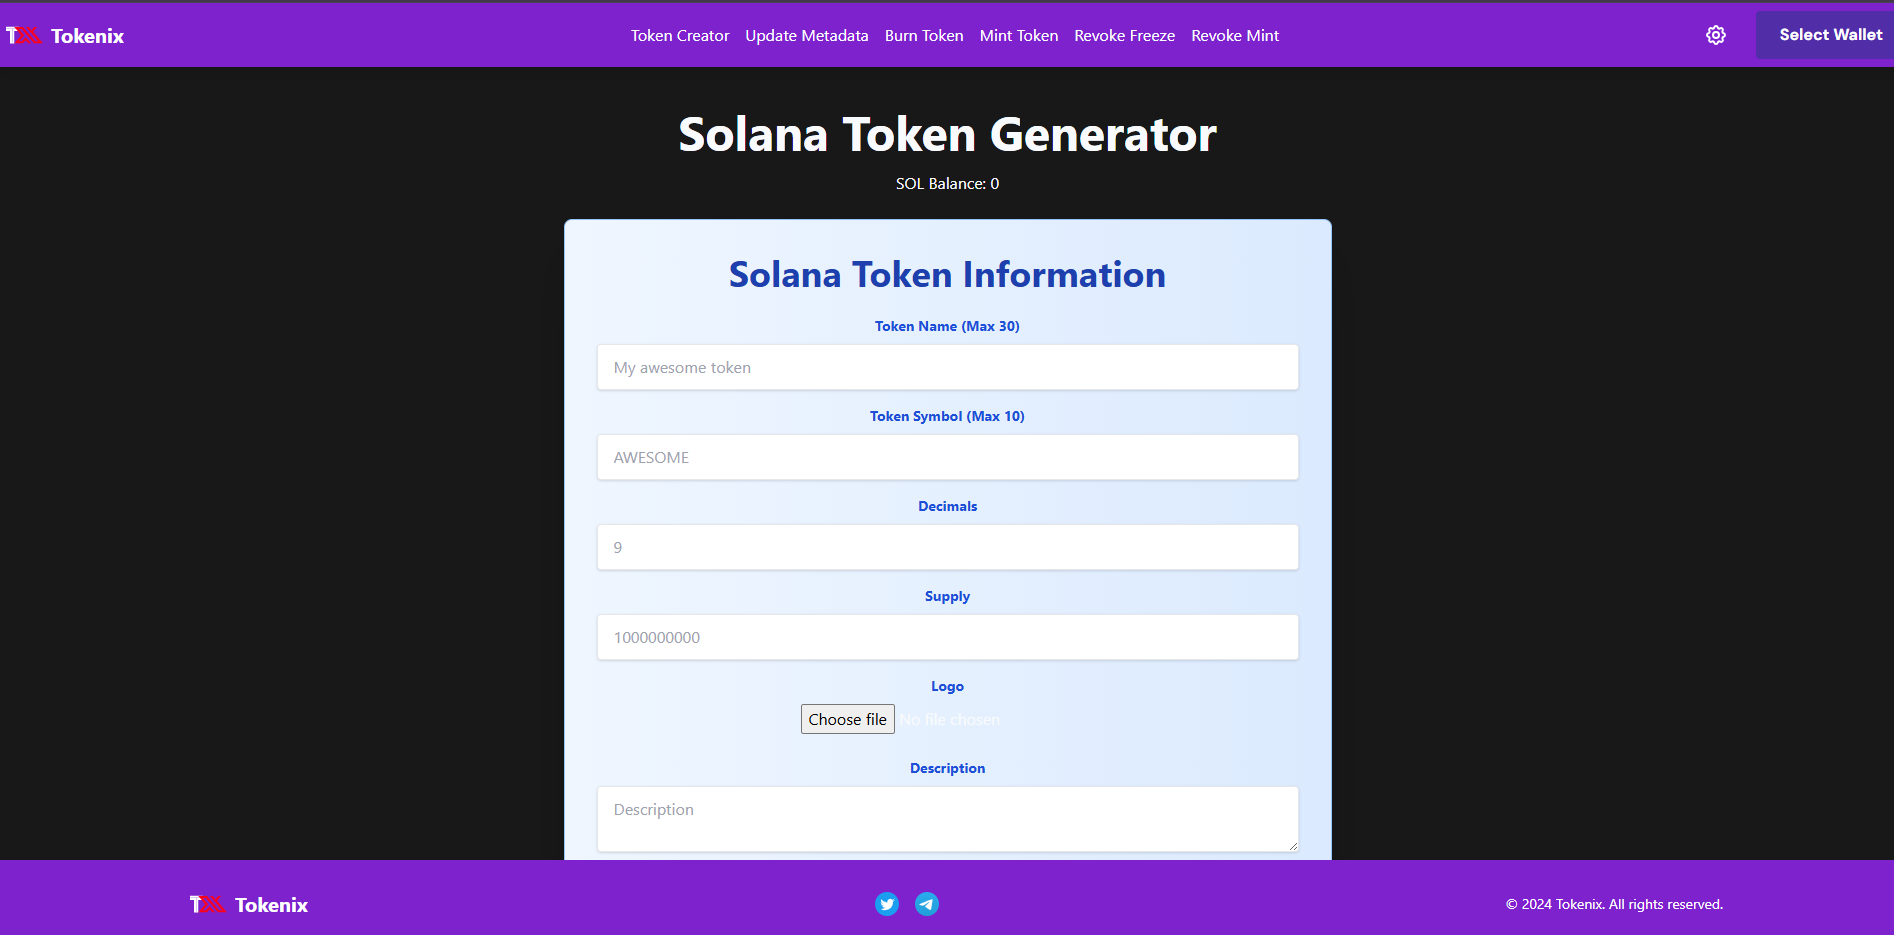 Tokenix
Token Creator Update Metadata Burn Token Mint Token Revoke Freeze Revoke Mint
Select Wallet
Solana Token Generator
SOL Balance: 0
Solana Token Information
Token Name (Max 30)
My awesome token
Token Symbol (Max 10)
AWESOME
Decimals
9
Supply
1000000000
Logo
Choose file No file chosen
Description
Description
Tokenix
© 2024 Tokenix. All rights reserved.